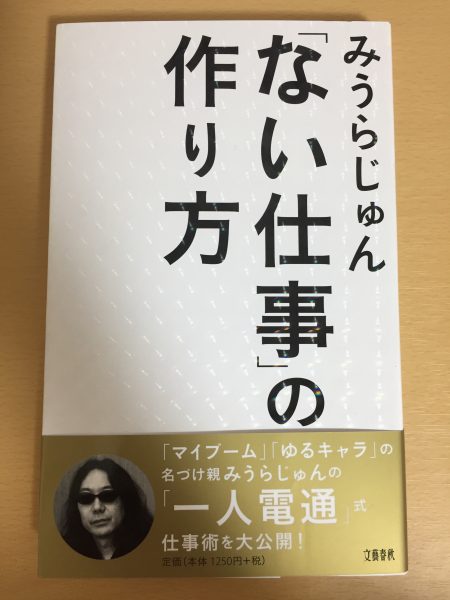 みうらじゅん
「ない仕事」の
作り方
「マイブーム」「ゆるキャラ」の
名づけ親みうらじゅんの
「一人電通」式
仕事術を大公開!
定価(本体 1250円+税)
文藝春秋